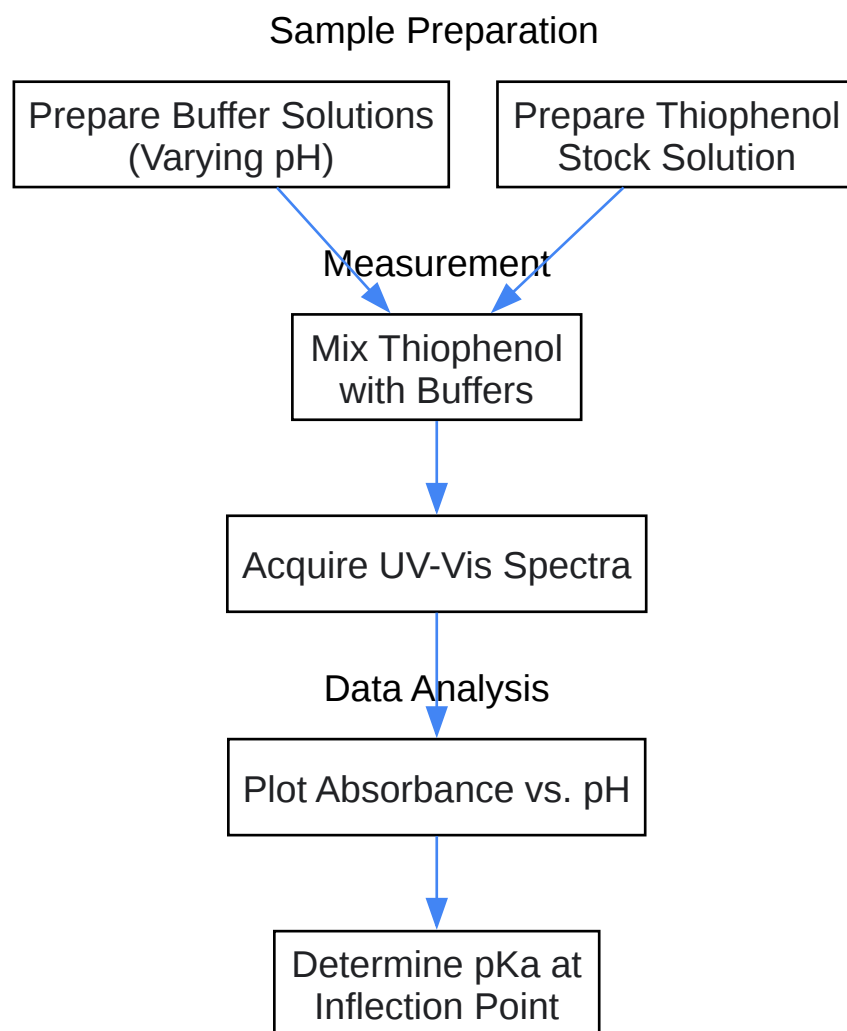 Sample Preparation
Prepare Buffer Solutions
(Varying pH)
Prepare Thiophenol
Stock Solution
Measurement
Mix Thiophenol
with Buffers
Acquire UV-Vis Spectra
Data Analysis
Plot Absorbance vs. pH
Determine pKa at
Inflection Point